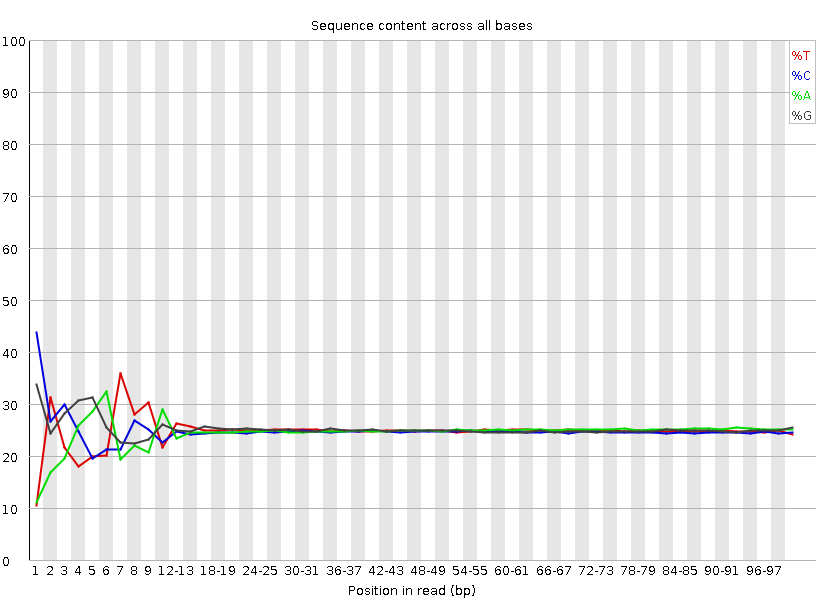 Sequence content across all bases
100
90
80
70
60
50
40
30
20
10
0
%T
%C
%A
%G
1 2 3 4 5 6 7 8 9 12-13 18-19 24-25 30-31 36-37 42-43 48-49 54-55 60-61 66-67 72-73 78-79 84-85 90-91 96-97
Position in read (bp)